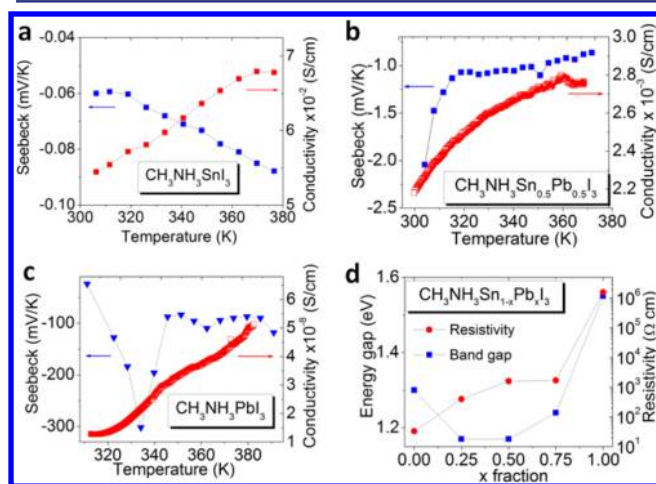 a
Seebeck (mV/K)
-0.04
-0.06
-0.08
-0.10
Conductivity x10⁻² (S/cm)
7
6
5
CH₃NH₃SnI₃
300 320 340 360 380
Temperature (K)
b
Seebeck (mV/K)
-1.0
-1.5
-2.0
-2.5
Conductivity x10⁻³ (S/cm)
3.0
2.8
2.6
2.4
2.2
CH₃NH₃Sn₀.₅Pb₀.₅I₃
300 320 340 360 380
Temperature (K)
c
Seebeck (mV/K)
-100
-200
-300
Conductivity x10⁻⁸ (S/cm)
6
5
4
3
2
1
CH₃NH₃PbI₃
320 340 360 380
Temperature (K)
d
Energy gap (eV)
1.6
1.4
1.2
CH₃NH₃Sn₁₋ₓPbₓI₃
Resistivity
Band gap
Resistivity (Ω cm)
10⁶
10⁵
10⁴
10³
10²
10¹
0.00 0.25 0.50 0.75 1.00
x fraction